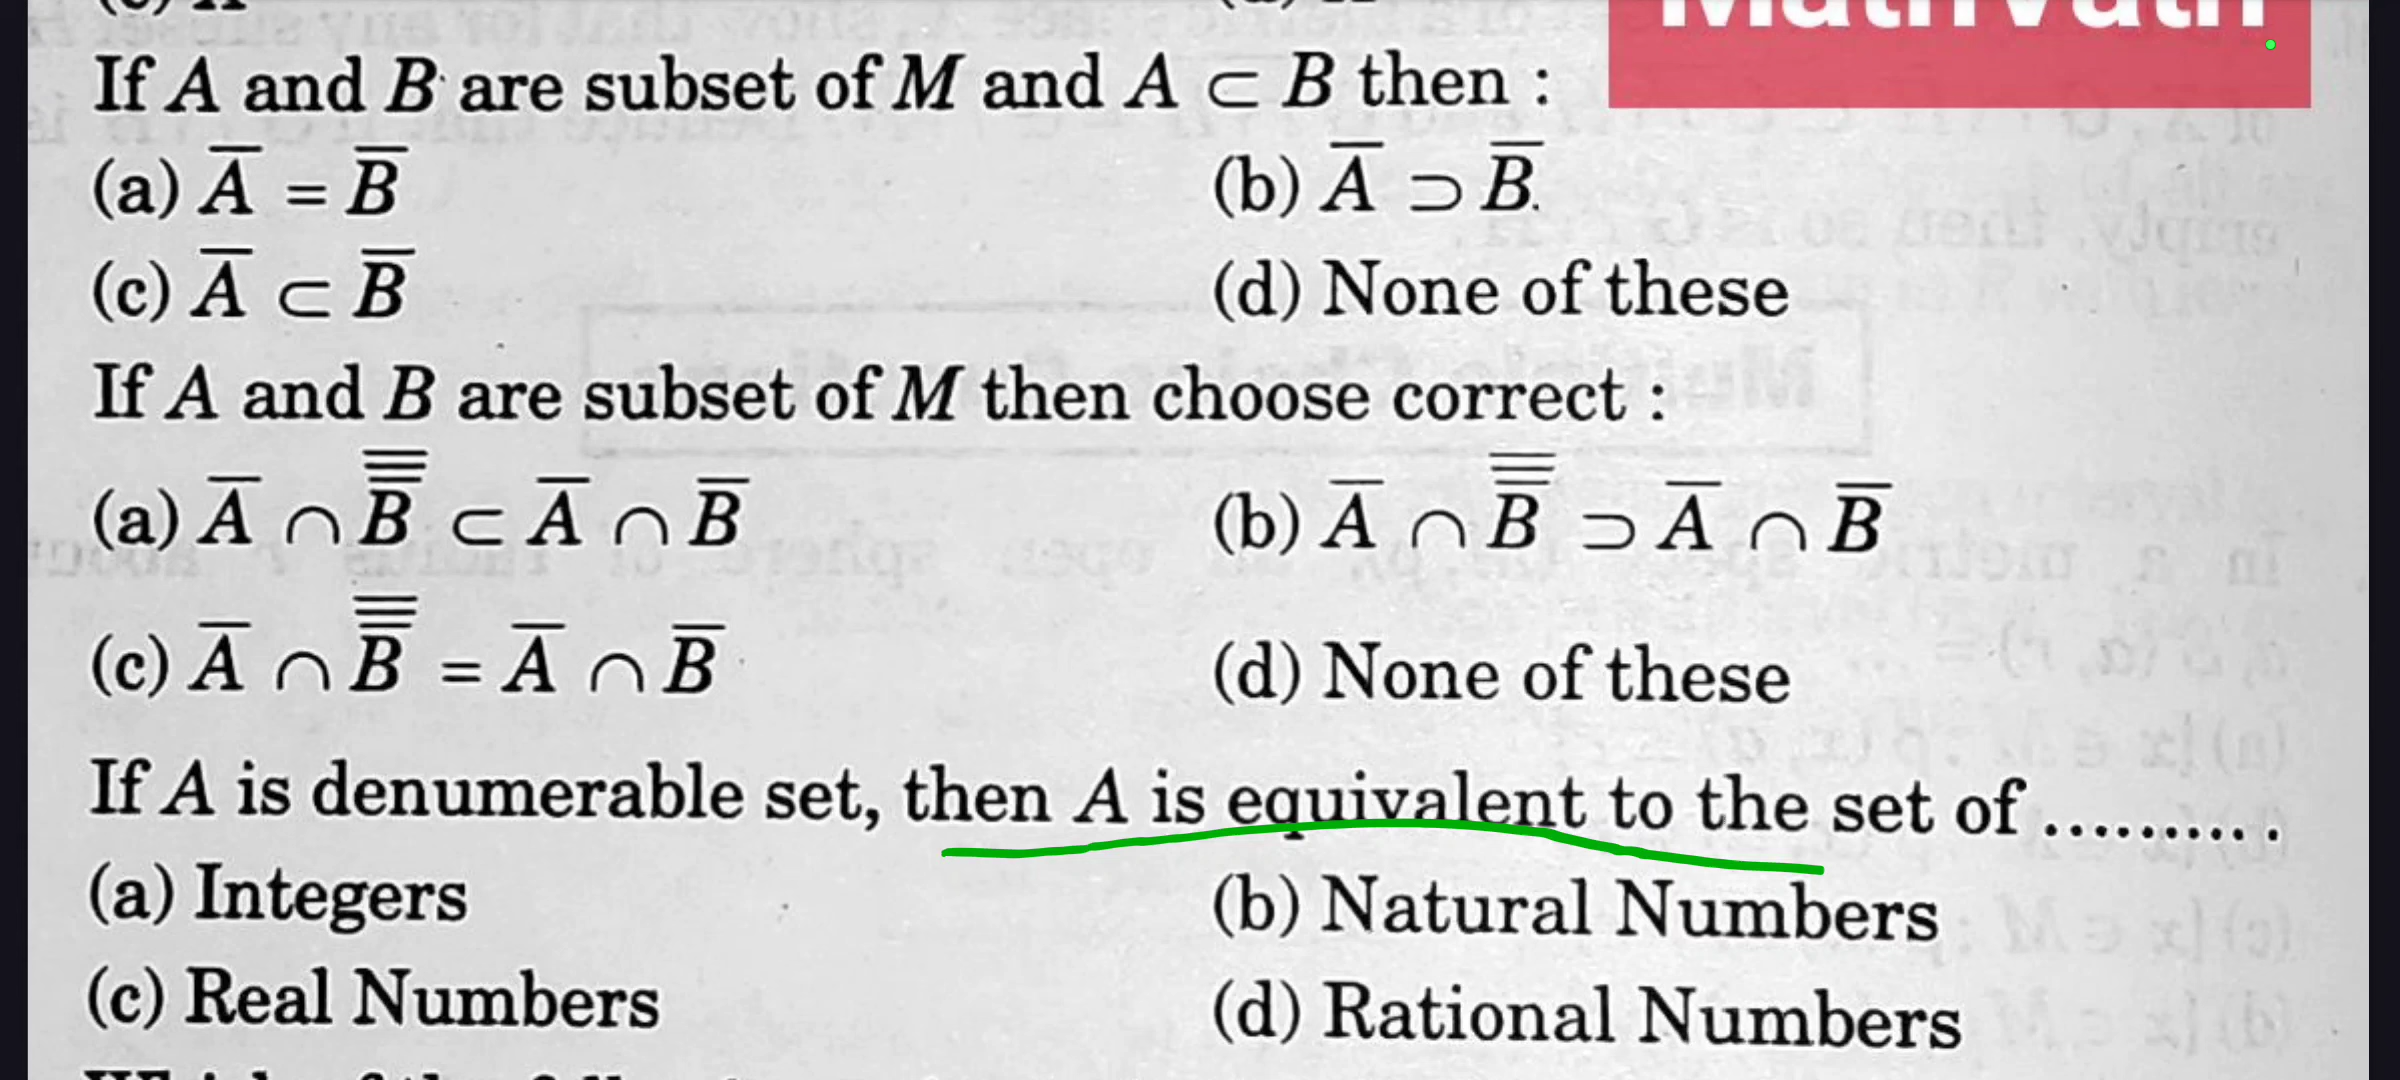 If A and B are subset of M and A ⊂ B then :
(a) A̅ = B̅ (b) A̅ ⊃ B̅.
(c) A̅ ⊂ B̅ (d) None of these
If A and B are subset of M then choose correct :
(a) A̅ ∩ B̅̅̅̅ ⊂ A̅ ∩ B̅ (b) A̅ ∩ B̅̅̅̅ ⊃ A̅ ∩ B̅
(c) A̅ ∩ B̅̅̅̅ = A̅ ∩ B̅ (d) None of these
If A is denumerable set, then A is equivalent to the set of ..........
(a) Integers (b) Natural Numbers
(c) Real Numbers (d) Rational Numbers